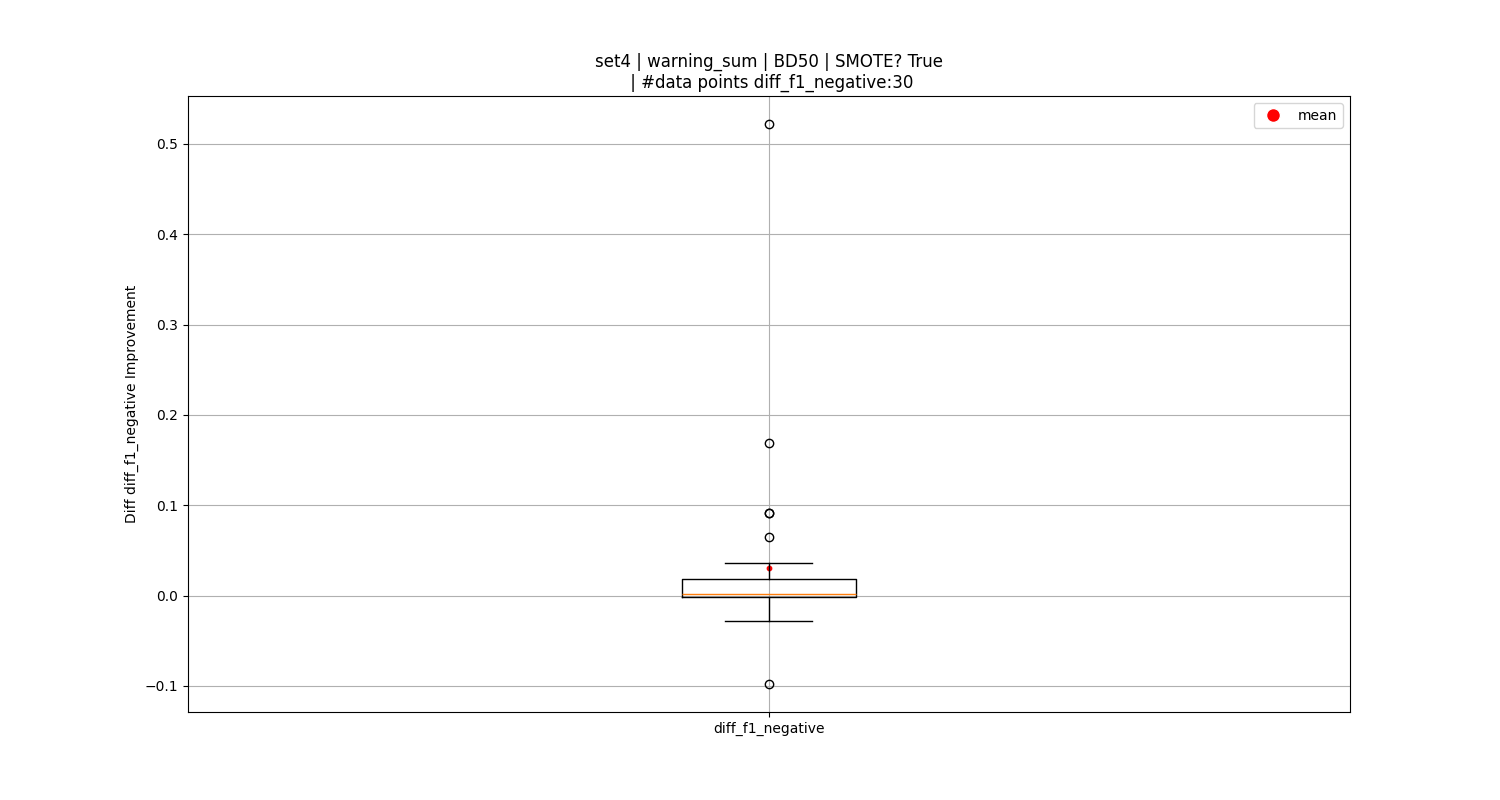 set4 | warning_sum | BD50 | SMOTE? True
| #data points diff_f1_negative:30
mean
0.5
0.4
0.3
0.2
0.1
0.0
−0.1
Diff diff_f1_negative Improvement
diff_f1_negative